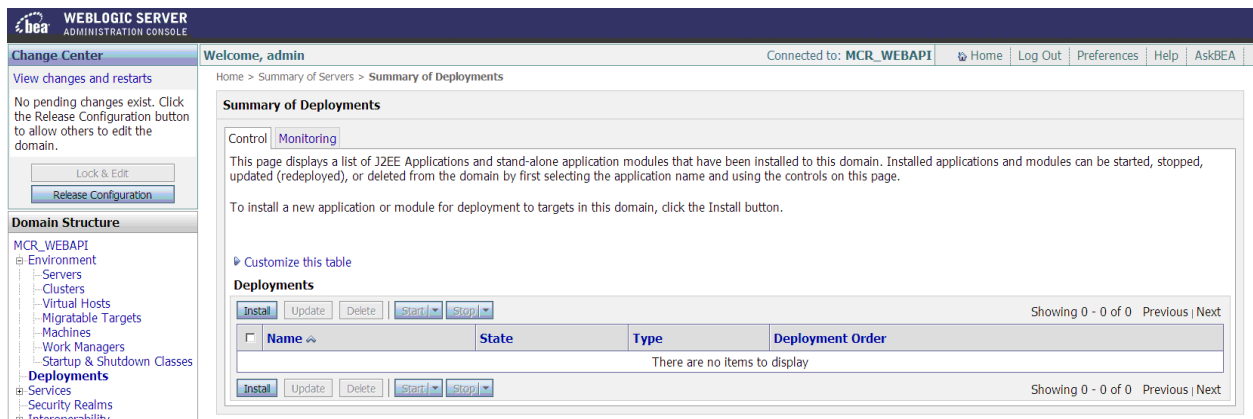 bea WEBLOGIC SERVER
ADMINISTRATION CONSOLE
Change Center
View changes and restarts
No pending changes exist. Click
the Release Configuration button
to allow others to edit the
domain.
Lock & Edit
Release Configuration
Domain Structure
MCR_WEBAPI
Environment
Servers
Clusters
Virtual Hosts
Migratable Targets
Machines
Work Managers
Startup & Shutdown Classes
Deployments
Services
Security Realms
Interoperability
Welcome, admin
Connected to: MCR_WEBAPI Home Log Out Preferences Help AskBEA
Home > Summary of Servers > Summary of Deployments
Summary of Deployments
Control Monitoring
This page displays a list of J2EE Applications and stand-alone application modules that have been installed to this domain. Installed applications and modules can be started, stopped,
updated (redeployed), or deleted from the domain by first selecting the application name and using the controls on this page.
To install a new application or module for deployment to targets in this domain, click the Install button.
Customize this table
Deployments
Install Update Delete Start Stop Showing 0 - 0 of 0 Previous | Next
Name State Type Deployment Order
There are no items to display
Install Update Delete Start Stop Showing 0 - 0 of 0 Previous | Next